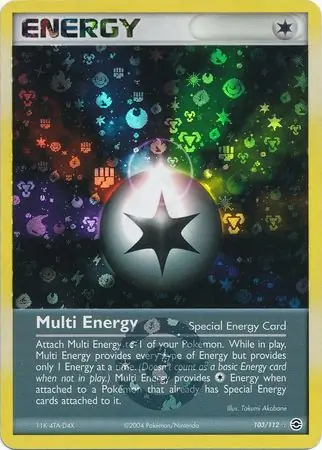 ENERGY
Multi Energy
Special Energy Card
Attach Multi Energy to 1 of your Pokémon. While in play,
Multi Energy provides every type of Energy but provides
only 1 Energy at a time. (Doesn't count as a basic Energy card
when not in play.) Multi Energy provides Energy when
attached to a Pokémon that already has Special Energy
cards attached to it.
Illus. Takumi Akabane
11K-4TA-D4X
©2004 Pokémon/Nintendo
103/112